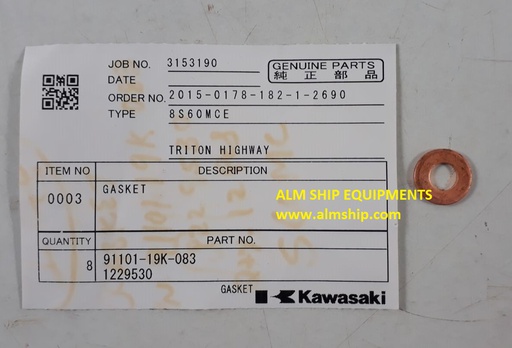 JOB NO. 3153190
GENUINE PARTS
純正部品
DATE
ORDER NO. 2015-0178-182-1-2690
TYPE 8S60MCE
TRITON HIGHWAY
ITEM NO DESCRIPTION
0003 GASKET
ALM SHIP EQUIPMENTS
www.almship.com
QUANTITY PART NO.
8 91101-19K-083
1229530
GASKET
Kawasaki